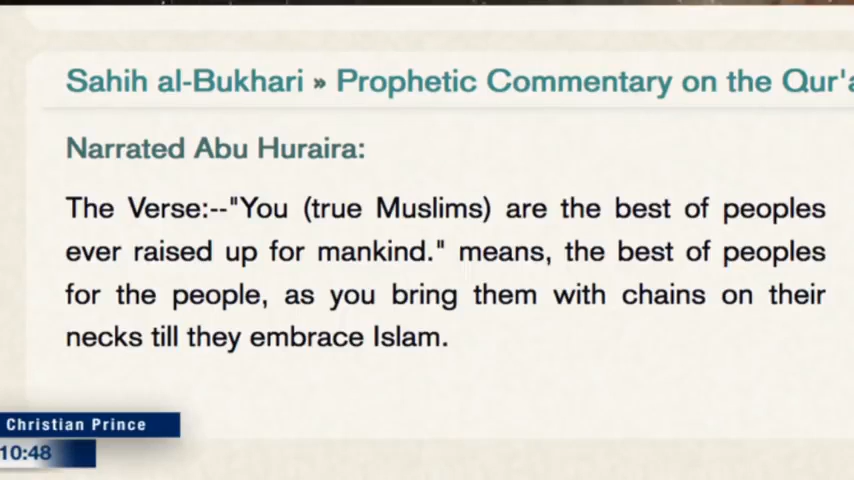 Sahih al-Bukhari » Prophetic Commentary on the Qur'a
Narrated Abu Huraira:
The Verse:--"You (true Muslims) are the best of peoples
ever raised up for mankind." means, the best of peoples
for the people, as you bring them with chains on their
necks till they embrace Islam.
Christian Prince
10:48